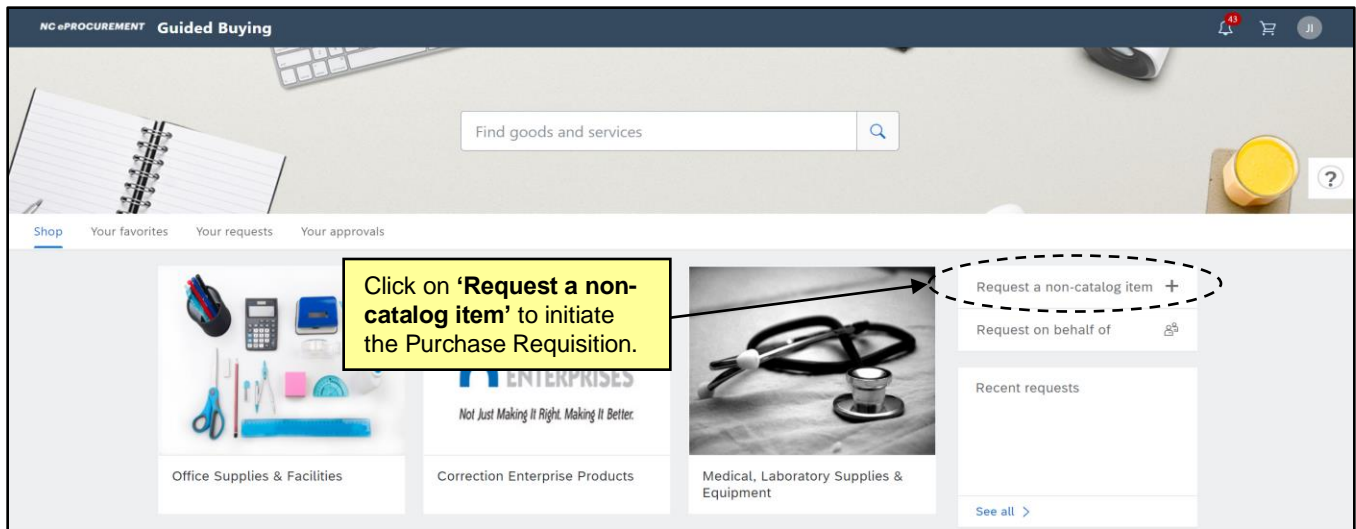 NC ePROCUREMENT Guided Buying
43
JI
Find goods and services
?
Shop Your favorites Your requests Your approvals
Click on ‘Request a non-
catalog item’ to initiate
the Purchase Requisition.
Request a non-catalog item +
Request on behalf of
ENTERPRISES
Not Just Making It Right. Making It Better.
Recent requests
Office Supplies & Facilities
Correction Enterprise Products
Medical, Laboratory Supplies &
Equipment
See all >